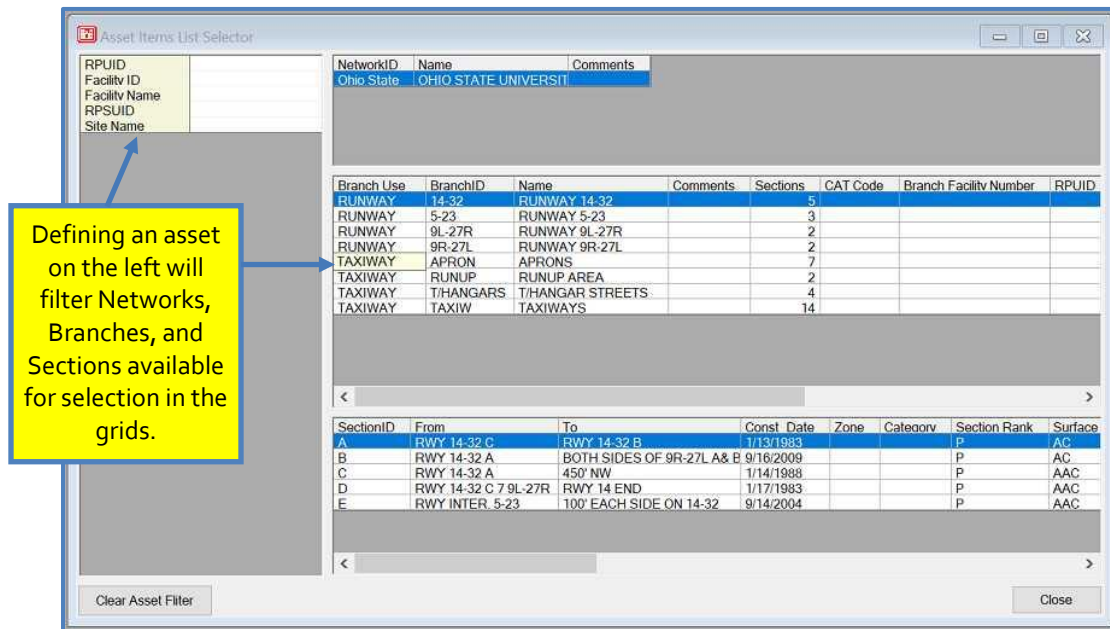 Asset Items List Selector
RPUID
Facility ID
Facility Name
RPSUID
Site Name
NetworkID Name Comments
Ohio State OHIO STATE UNIVERSIT
Defining an asset
on the left will
filter Networks,
Branches, and
Sections available
for selection in the
grids.
Branch Use BranchID Name Comments Sections CAT Code Branch Facility Number RPUID
RUNWAY 14-32 RUNWAY 14-32 5
RUNWAY 5-23 RUNWAY 5-23 3
RUNWAY 9L-27R RUNWAY 9L-27R 2
RUNWAY 9R-27L RUNWAY 9R-27L 2
TAXIWAY APRON APRONS 7
TAXIWAY RUNUP RUNUP AREA 2
TAXIWAY T/HANGARS T/HANGAR STREETS 4
TAXIWAY TAXIW TAXIWAYS 14
SectionID From To Const Date Zone Category Section Rank Surface
A RWY 14-32 C RWY 14-32 B 1/13/1983 P AC
B RWY 14-32 A BOTH SIDES OF 9R-27L A& B 9/16/2009 P AC
C RWY 14-32 A 450' NW 1/14/1988 P AAC
D RWY 14-32 C 7 9L-27R RWY 14 END 1/17/1983 P AAC
E RWY INTER. 5-23 100' EACH SIDE ON 14-32 9/14/2004 P AAC
Clear Asset Fliter
Close